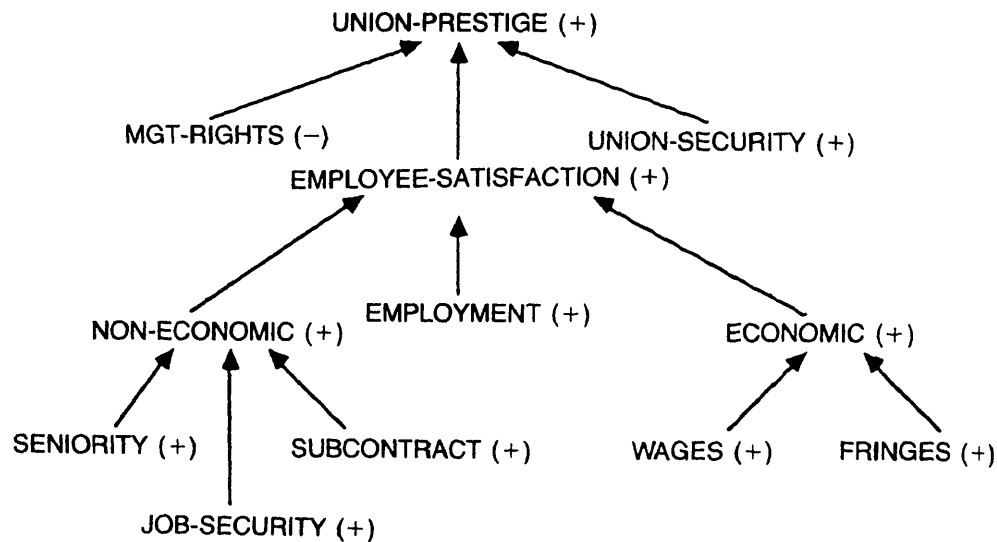 UNION-PRESTIGE (+)
MGT-RIGHTS (−)
UNION-SECURITY (+)
EMPLOYEE-SATISFACTION (+)
EMPLOYMENT (+)
NON-ECONOMIC (+)
ECONOMIC (+)
SENIORITY (+)
SUBCONTRACT (+)
WAGES (+)
FRINGES (+)
JOB-SECURITY (+)